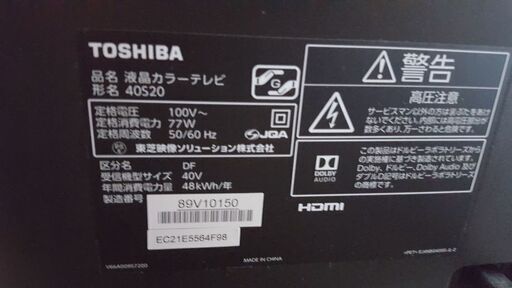 TOSHIBA
品名 液晶カラーテレビ
形名 40S20
定格電圧 100V～
定格消費電力 77W
定格周波数 50/60 Hz
JQA
東芝映像ソリューション株式会社
区分名 DF
受信機型サイズ 40V
年間消費電力量 48kWh/年
製造番号
89V10150
EC21E5564F98
V66A00957200
MADE IN CHINA
警告
高圧注意
サービスマン以外の方は裏ぶたをあけないでください。内部には高圧部分が数多くあり、万一さわると危険です。
DOLBY
AUDIO
この製品はドルビーラボラトリーズからの実施権に基づき製造されています。
Dolby、ドルビー、Dolby Audio 及び
ダブルD記号はドルビーラボラトリーズの商標です。
HDMI